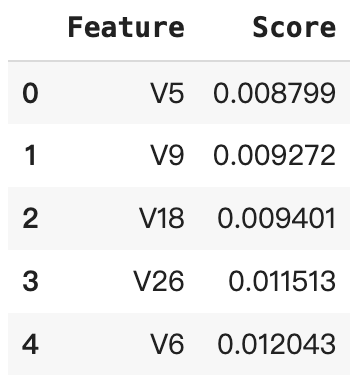 Feature Score
0 V5 0.008799
1 V9 0.009272
2 V18 0.009401
3 V26 0.011513
4 V6 0.012043